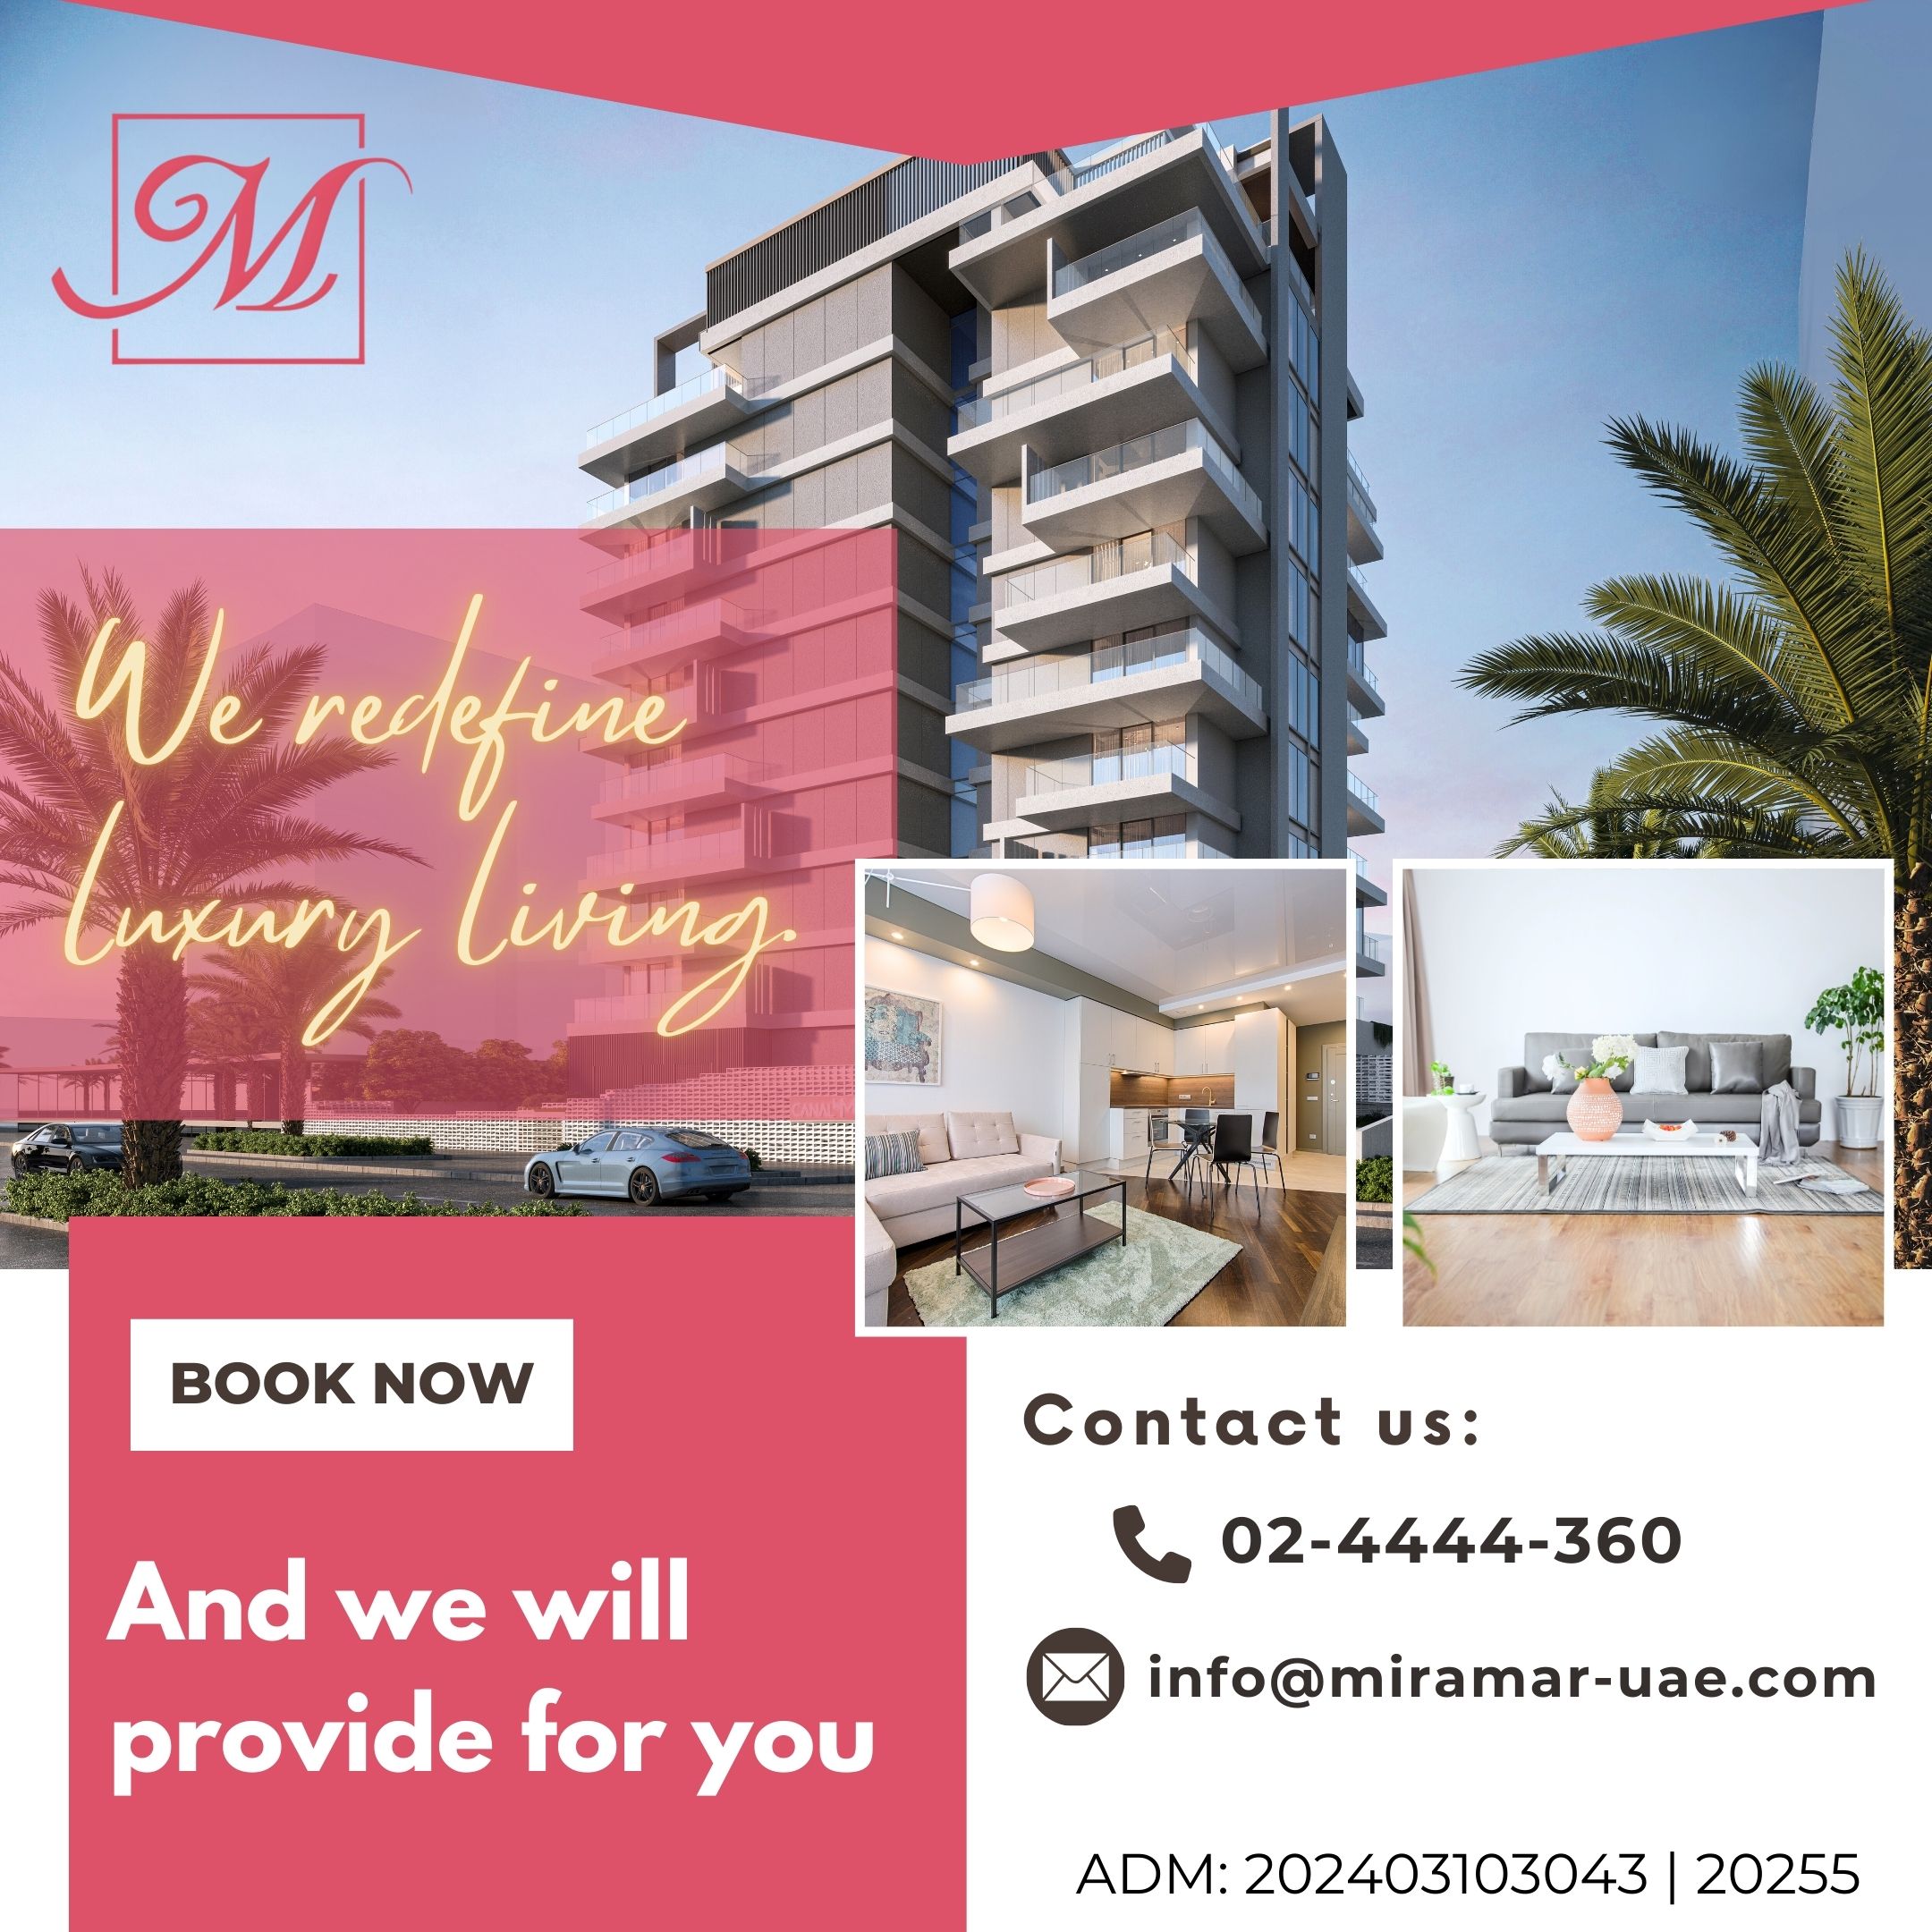 M
We redefine
Luxury Living.
BOOK NOW
And we will
provide for you
Contact us:
02-4444-360
info@miramar-uae.com
ADM: 202403103043 | 20255